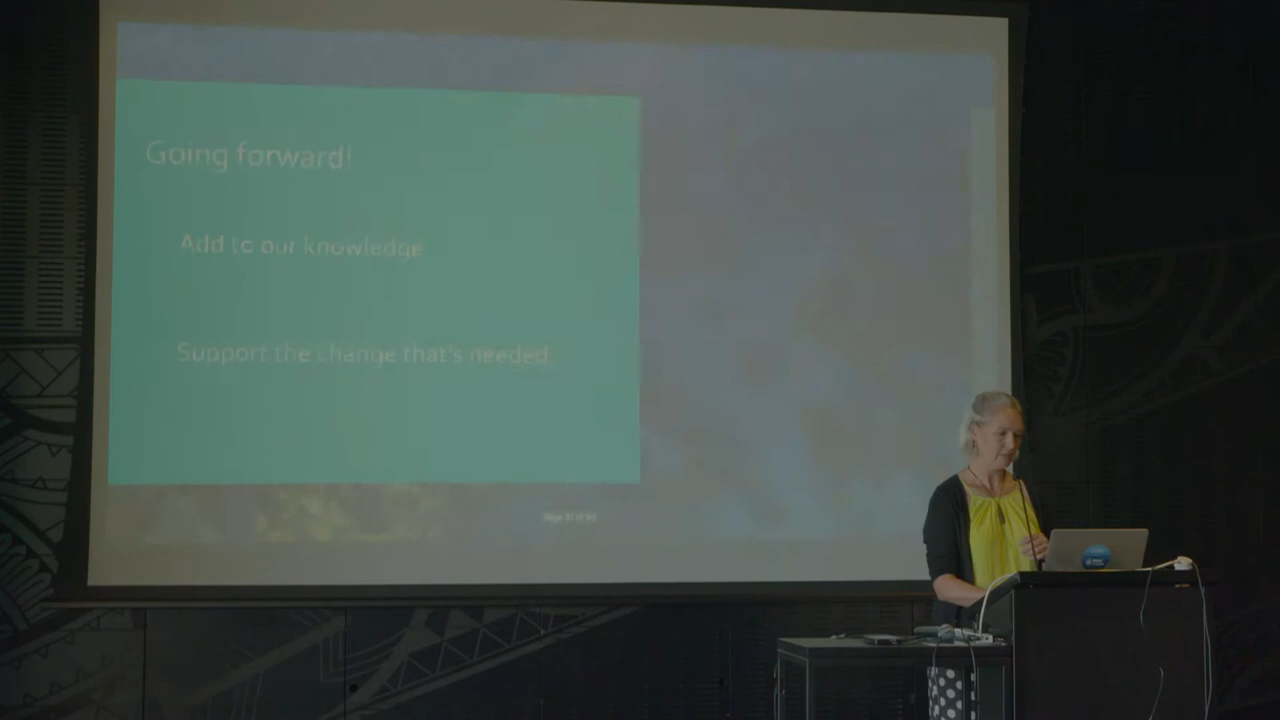 Going forward!
Add to our knowledge
Support the change that's needed